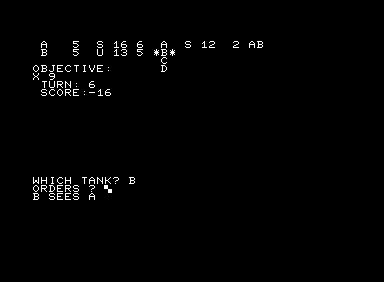 A 5 S 16 6 A S 12 2 AB
B 5 U 13 5 *B*
C
OBJECTIVE: D
X 9
TURN: 6
SCORE:-16
WHICH TANK? B
ORDERS ?
B SEES A